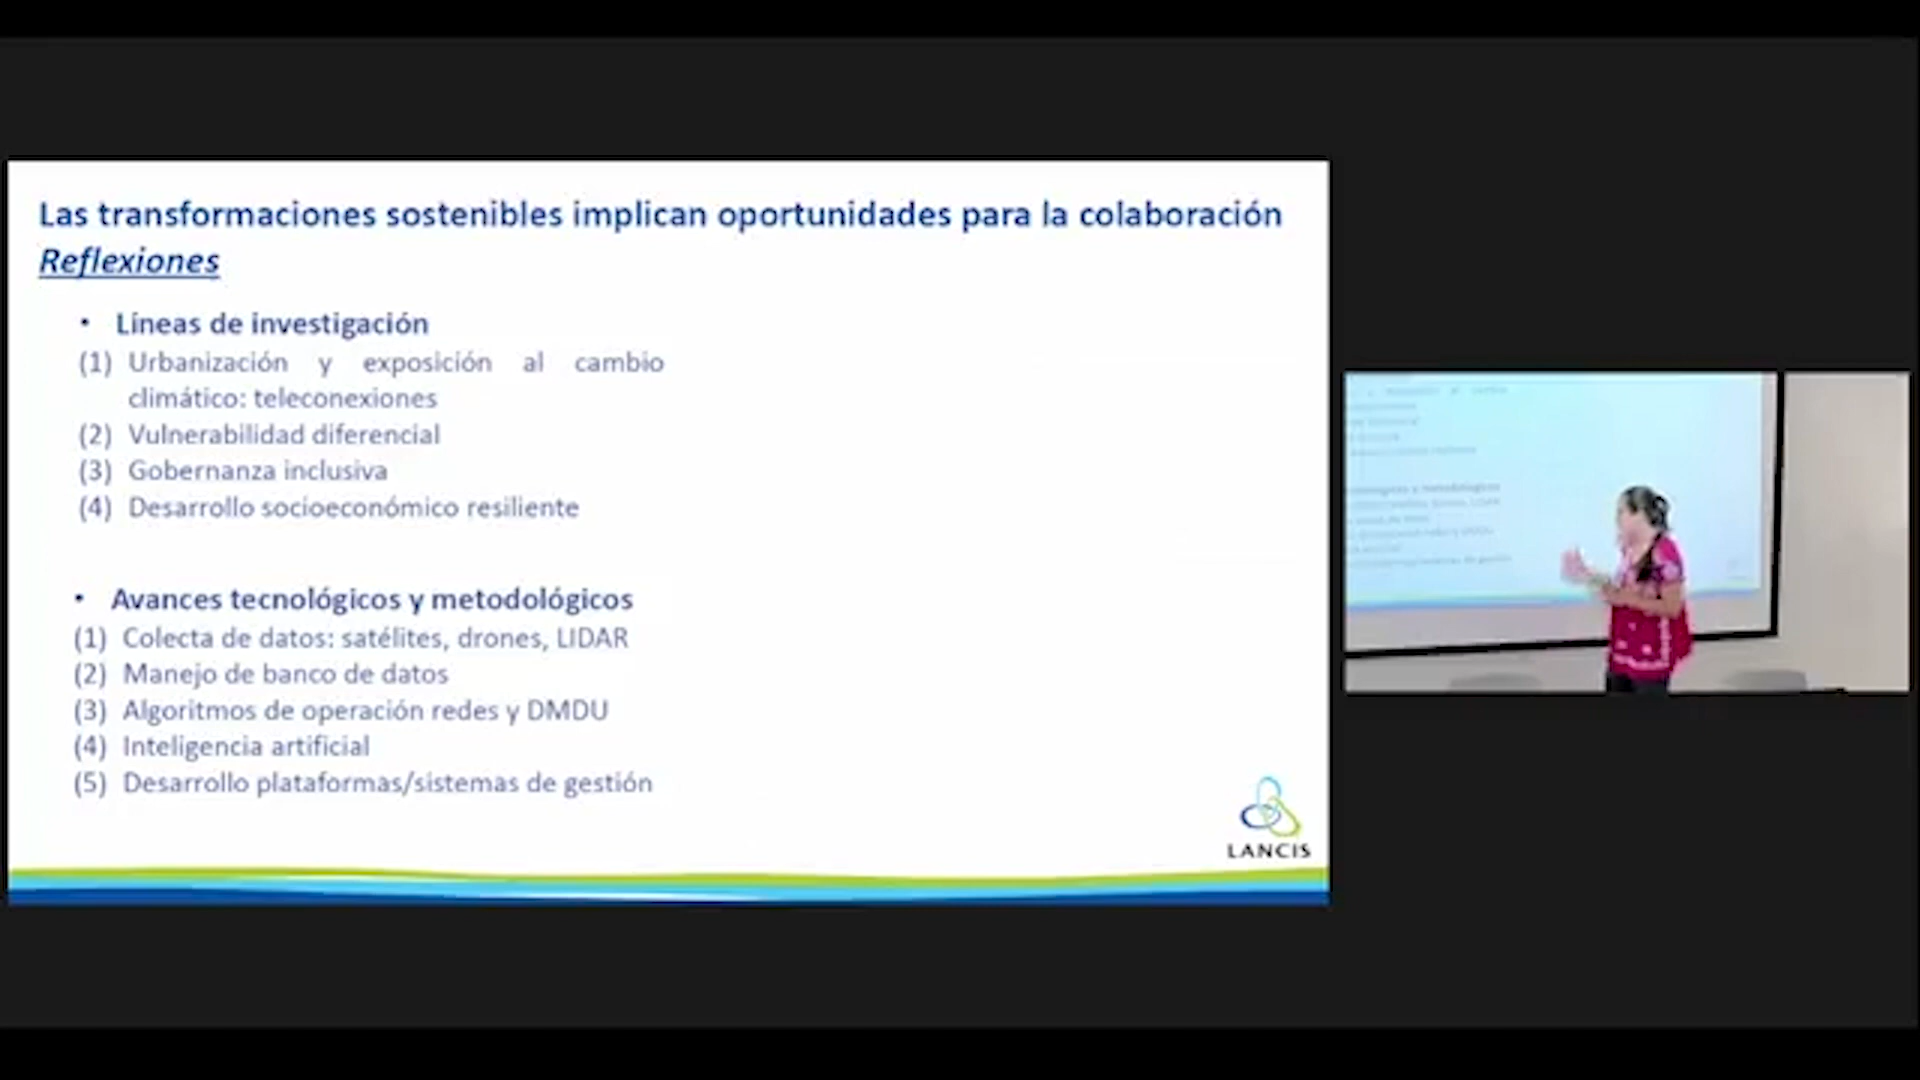 Las transformaciones sostenibles implican oportunidades para la colaboración
Reflexiones
• Líneas de investigación
(1) Urbanización y exposición al cambio
climático: teleconexiones
(2) Vulnerabilidad diferencial
(3) Gobernanza inclusiva
(4) Desarrollo socioeconómico resiliente
• Avances tecnológicos y metodológicos
(1) Colecta de datos: satélites, drones, LIDAR
(2) Manejo de banco de datos
(3) Algoritmos de operación redes y DMDU
(4) Inteligencia artificial
(5) Desarrollo plataformas/sistemas de gestión
LANCIS